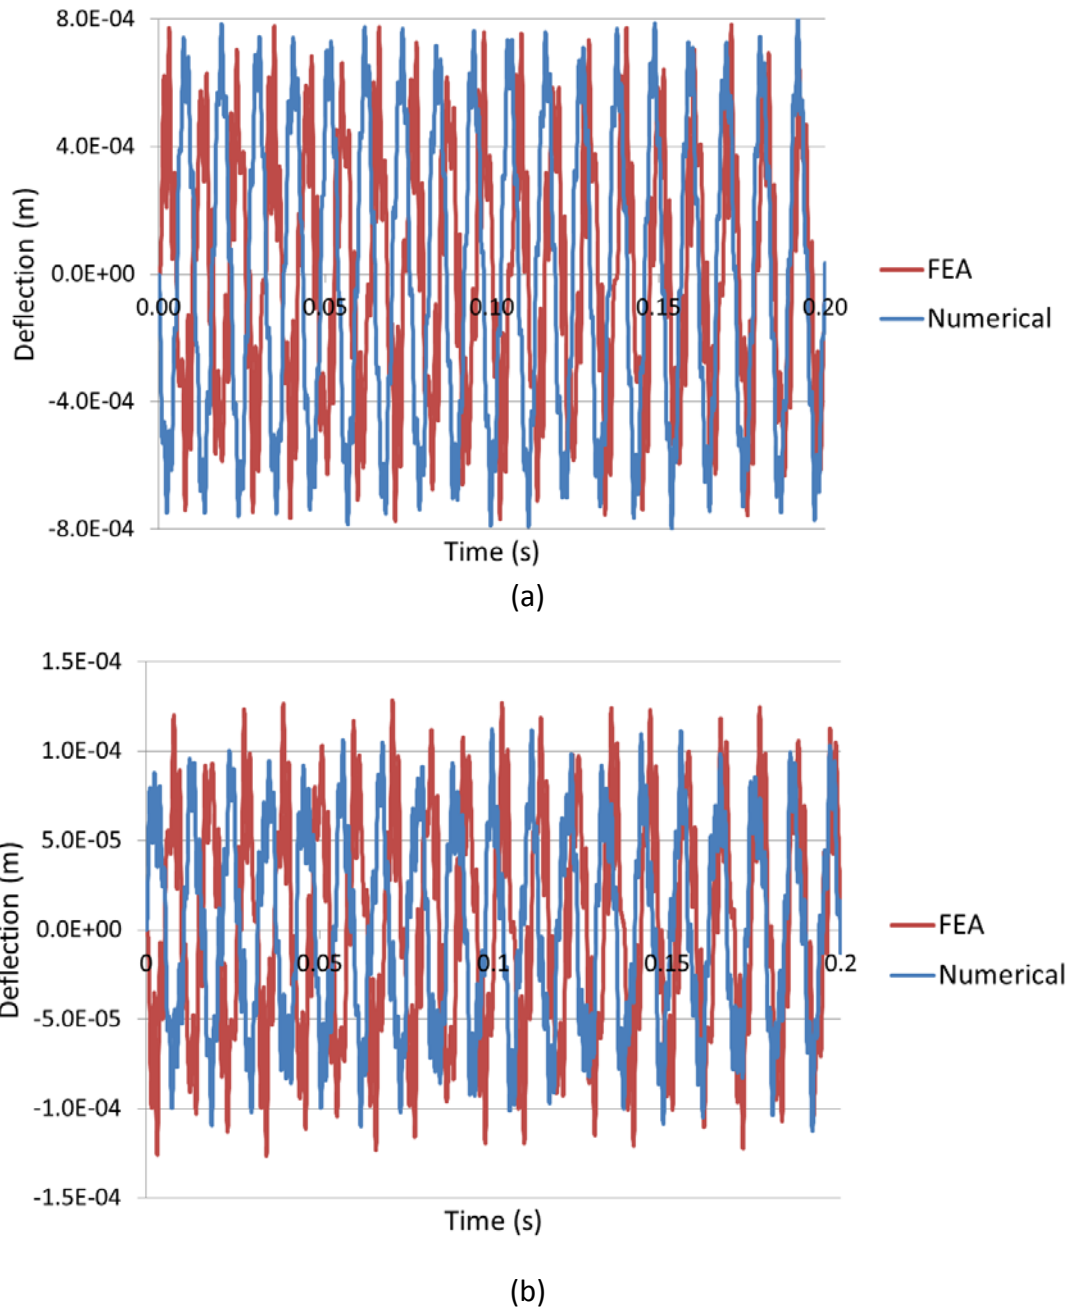 8.0E-04
4.0E-04
0.0E+00
-4.0E-04
-8.0E-04
Deflection (m)
0.00 0.05 0.10 0.15 0.20
Time (s)
FEA
Numerical
(a)
1.5E-04
1.0E-04
5.0E-05
0.0E+00
-5.0E-05
-1.0E-04
-1.5E-04
Deflection (m)
0 0.05 0.1 0.15 0.2
Time (s)
FEA
Numerical
(b)